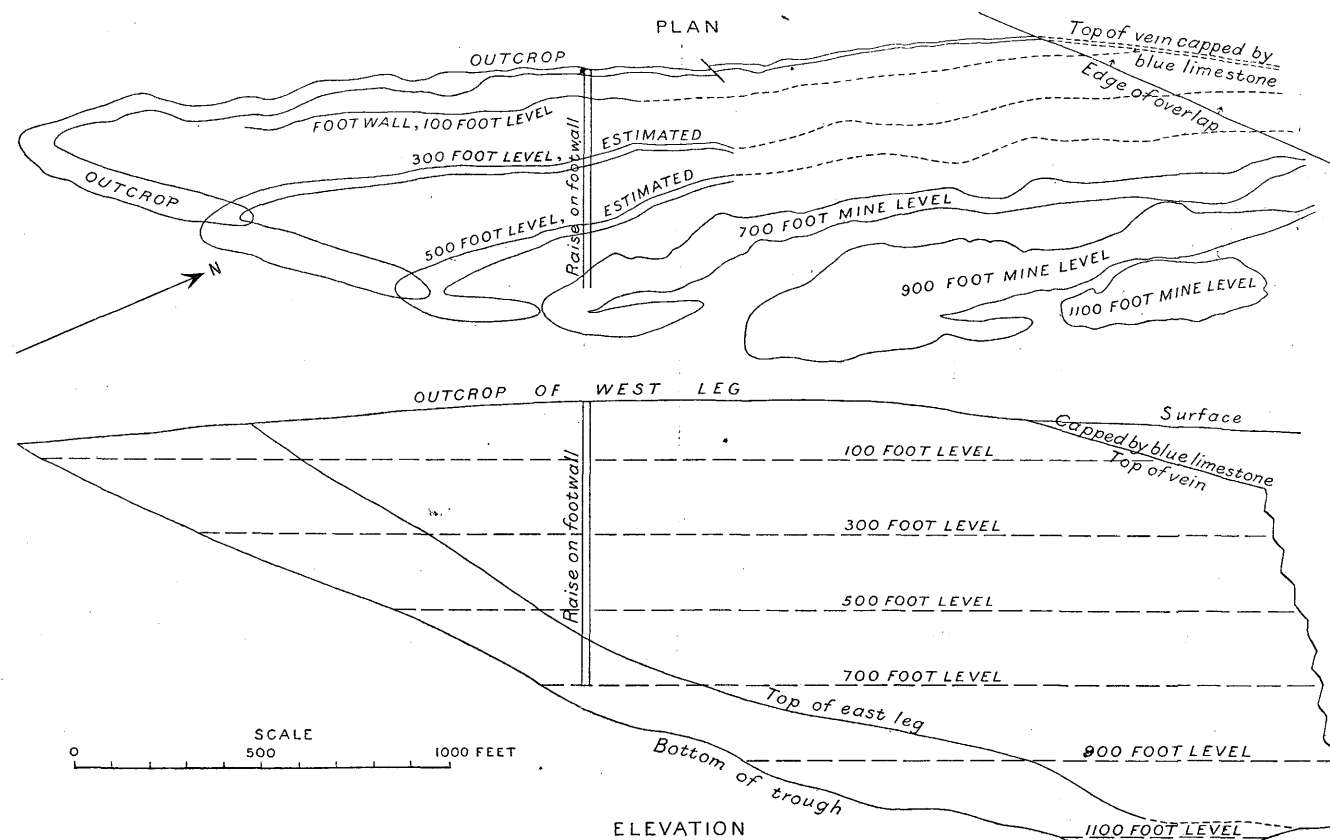 PLAN
OUTCROP
Top of vein capped by
blue limestone
Edge of overlap
FOOTWALL, 100 FOOT LEVEL
300 FOOT LEVEL, ESTIMATED
Raise on footwall
OUTCROP
500 FOOT LEVEL, ESTIMATED
700 FOOT MINE LEVEL
N
900 FOOT MINE LEVEL
1100 FOOT MINE LEVEL
OUTCROP OF WEST LEG
Surface
Capped by blue limestone
Top of vein
100 FOOT LEVEL
300 FOOT LEVEL
Raise on footwall
500 FOOT LEVEL
700 FOOT LEVEL
Top of east leg
SCALE
0 500 1000 FEET
Bottom of trough
900 FOOT LEVEL
1100 FOOT LEVEL
ELEVATION